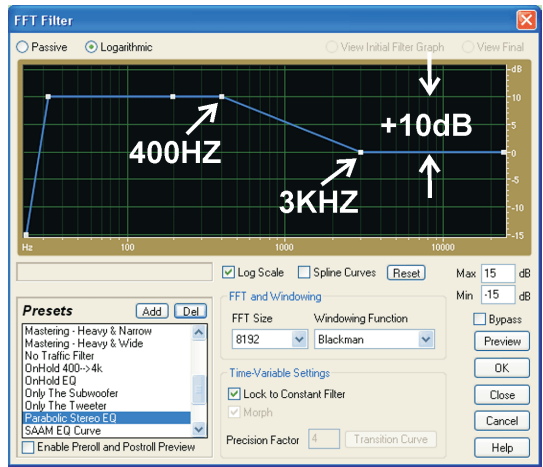 FFT Filter
Passive Logarithmic View Initial Filter Graph View Final
dB
10
+10dB
5
400HZ
0
3KHZ
-5
-10
-15
Hz 100 1000 10000
Log Scale Spline Curves Reset Max 15 dB
Min -15 dB
Presets Add Del
Mastering - Heavy & Narrow
Mastering - Heavy & Wide
No Traffic Filter
OnHold 400-->4k
OnHold EQ
Only The Subwoofer
Only The Tweeter
Parabolic Stereo EQ
SAAM EQ Curve
Enable Preroll and Postroll Preview
FFT and Windowing
FFT Size Windowing Function
8192 Blackman
Time-Variable Settings
Lock to Constant Filter
Morph
Precision Factor 4 Transition Curve
Bypass
Preview
OK
Close
Cancel
Help